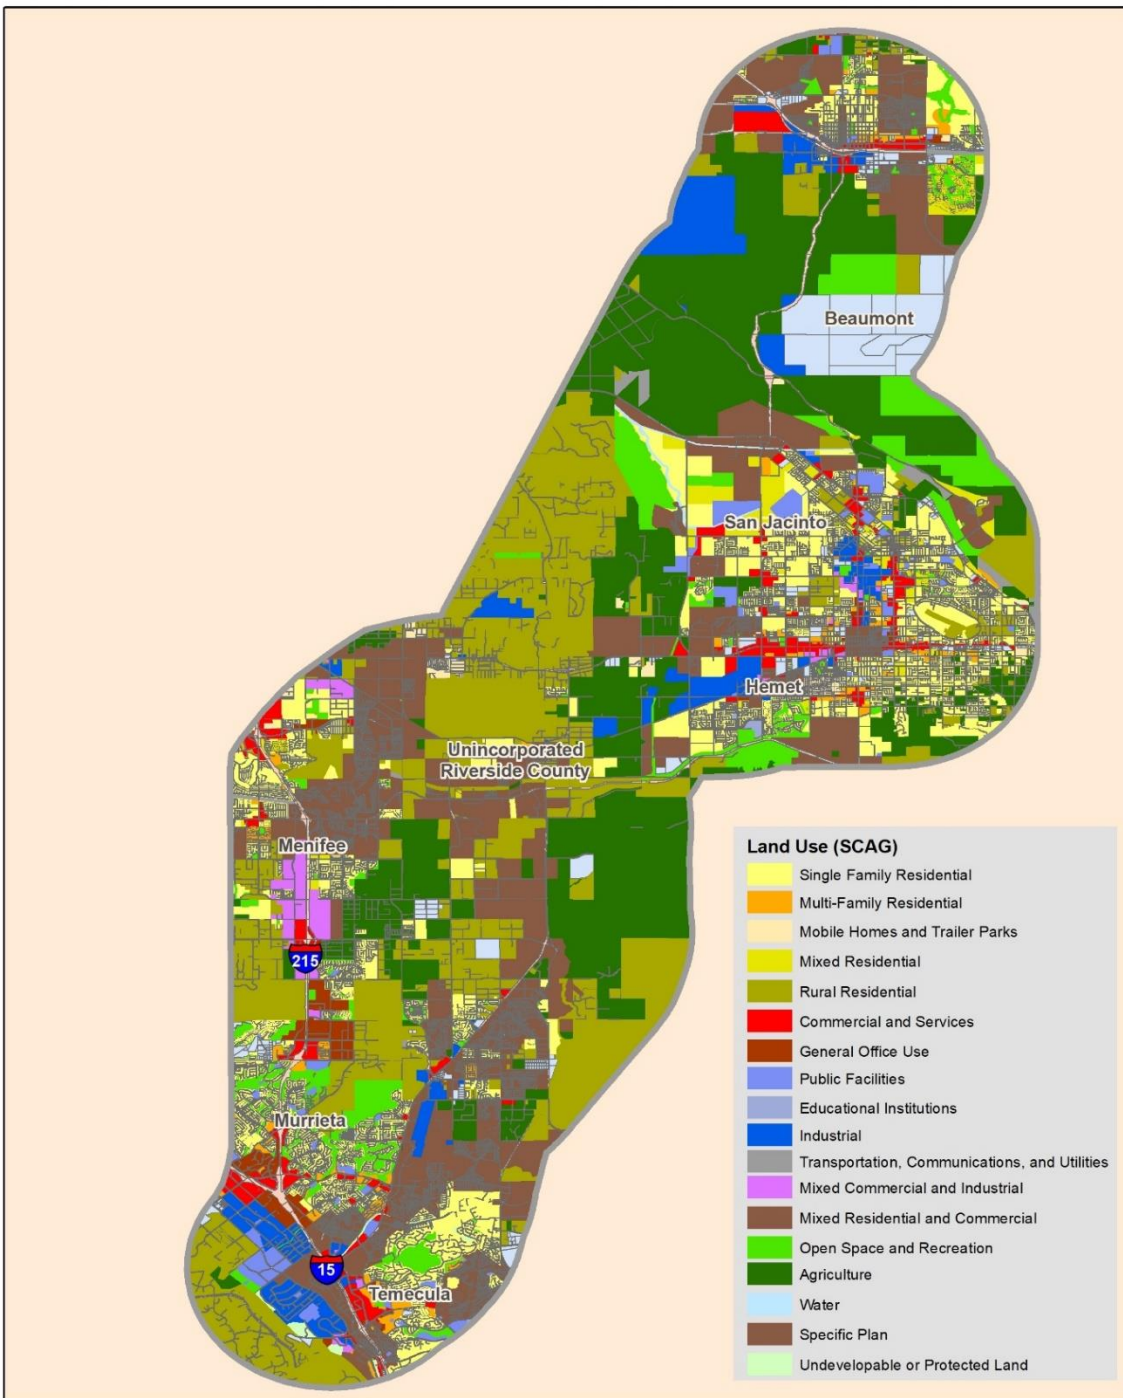 Beaumont
San Jacinto
Hemet
Unincorporated
Riverside County
Menifee
215
Murrieta
15
Temecula
Land Use (SCAG)
Single Family Residential
Multi-Family Residential
Mobile Homes and Trailer Parks
Mixed Residential
Rural Residential
Commercial and Services
General Office Use
Public Facilities
Educational Institutions
Industrial
Transportation, Communications, and Utilities
Mixed Commercial and Industrial
Mixed Residential and Commercial
Open Space and Recreation
Agriculture
Water
Specific Plan
Undevelopable or Protected Land